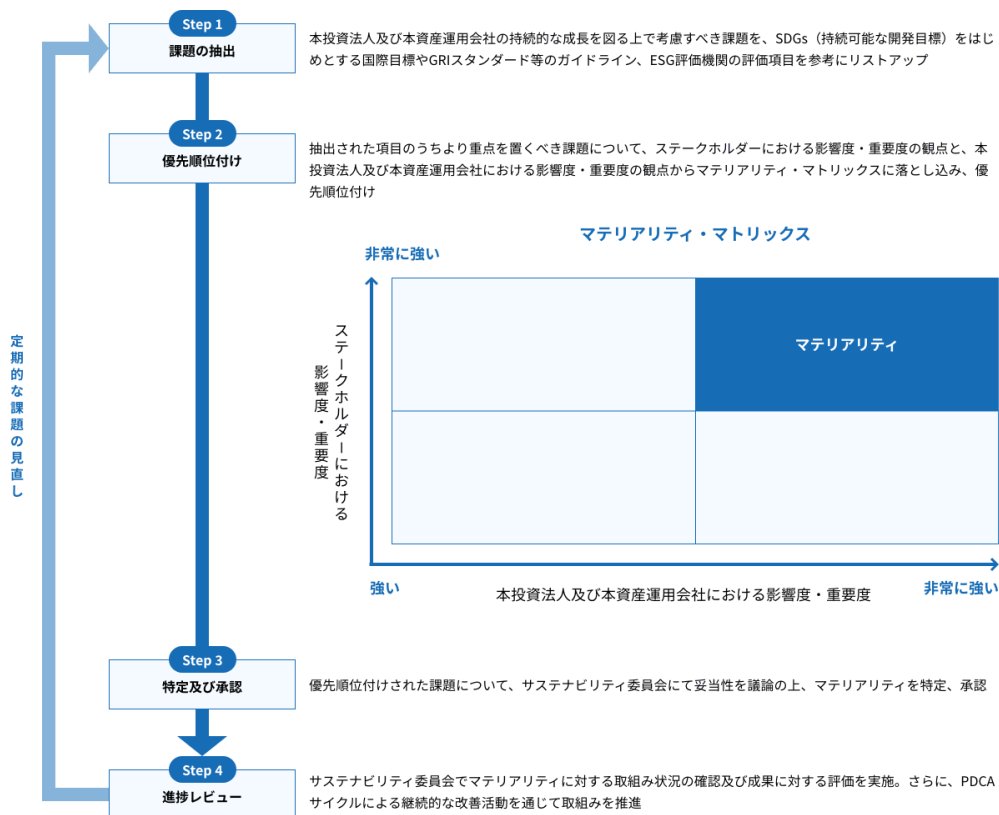 Step 1
課題の抽出
本投資法人及び本資産運用会社の持続的な成長を図る上で考慮すべき課題を、SDGs（持続可能な開発目標）をはじ
めとする国際目標やGRIスタンダード等のガイドライン、ESG評価機関の評価項目を参考にリストアップ
Step 2
優先順位付け
抽出された項目のうちより重点を置くべき課題について、ステークホルダーにおける影響度・重要度の観点と、本
投資法人及び本資産運用会社における影響度・重要度の観点からマテリアリティ・マトリックスに落とし込み、優
先順位付け
マテリアリティ・マトリックス
非常に強い
ステークホルダーにおける
影響度・重要度
マテリアリティ
強い
本投資法人及び本資産運用会社における影響度・重要度
非常に強い
定期的な課題の見直し
Step 3
特定及び承認
優先順位付けされた課題について、サステナビリティ委員会にて妥当性を議論の上、マテリアリティを特定、承認
Step 4
進捗レビュー
サステナビリティ委員会でマテリアリティに対する取組み状況の確認及び成果に対する評価を実施。さらに、PDCA
サイクルによる継続的な改善活動を通じて取組みを推進